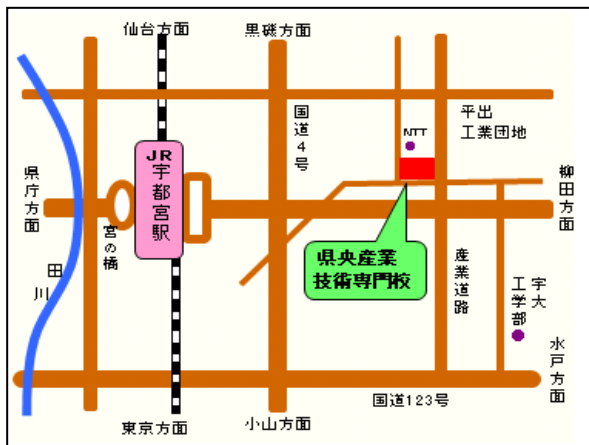 仙台方面
黒磯方面
国道4号
平出
工業団地
NTT
JR
宇都宮駅
県庁方面
柳田方面
宮の橋
田川
県央産業
技術専門校
産業道路
宇大
工学部
水戸方面
国道123号
東京方面
小山方面